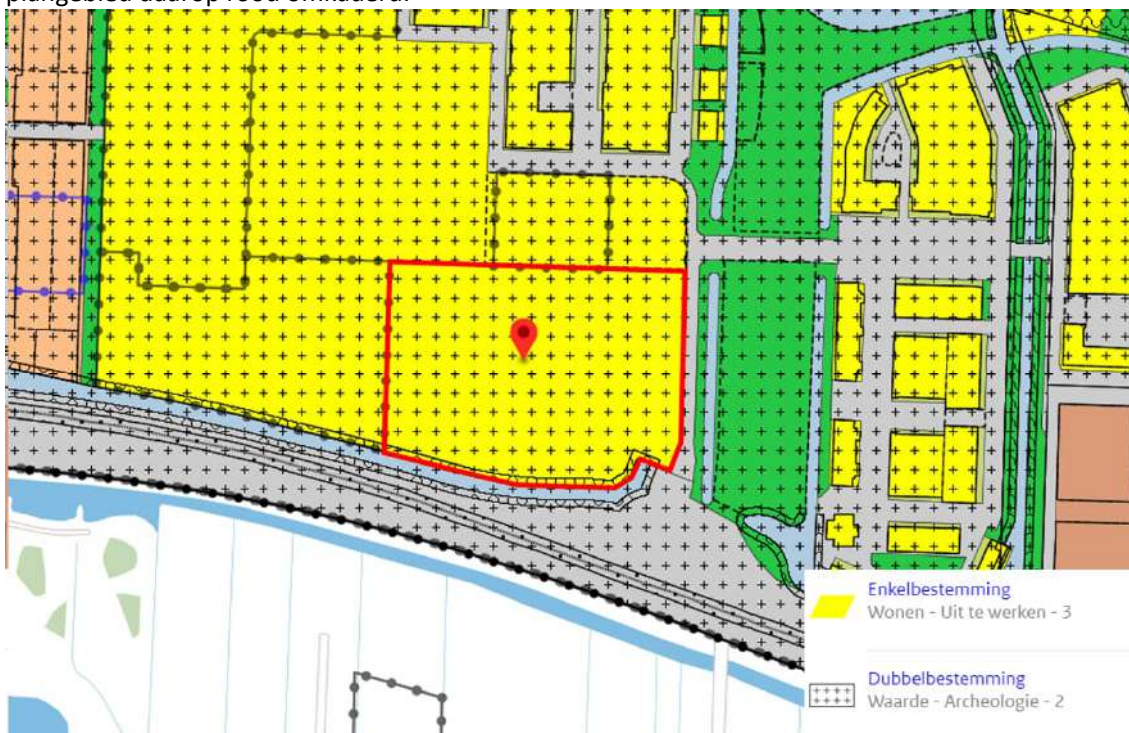 plangebied daarop rood omkaderd.
Enkelbestemming
Wonen - Uit te werken - 3
Dubbelbestemming
Waarde - Archeologie - 2